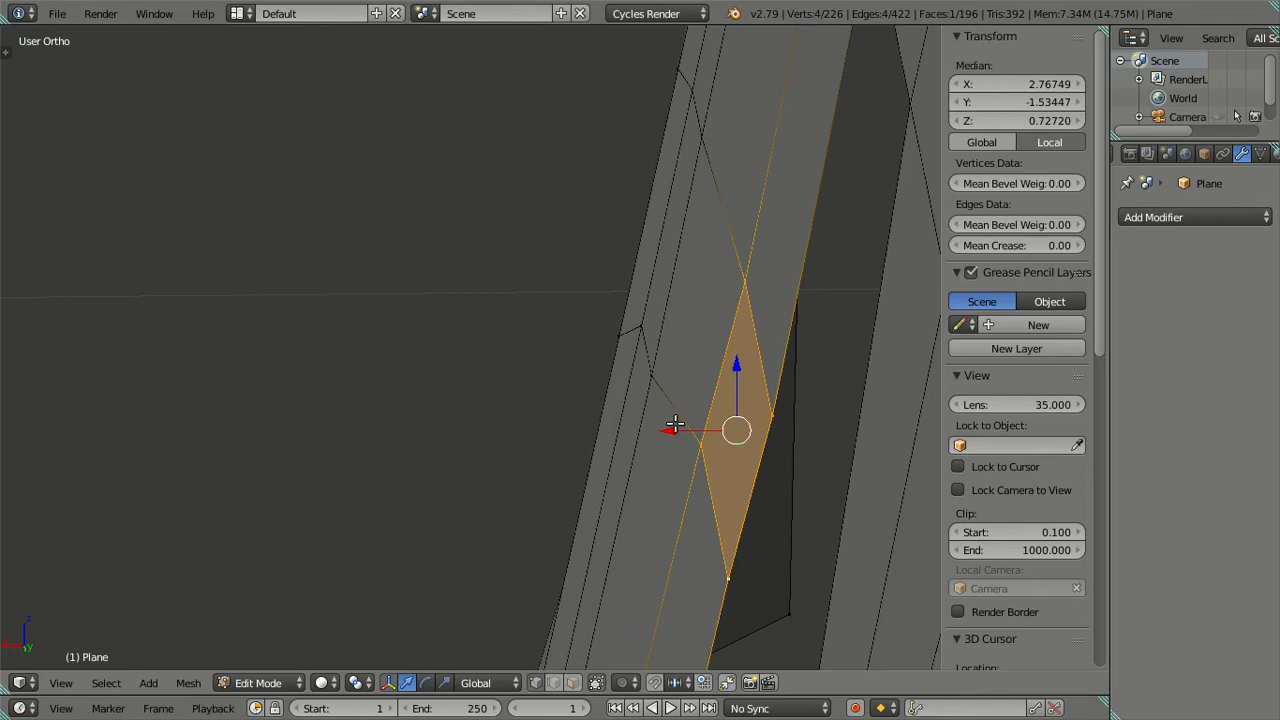 File Render Window Help Default Scene Cycles Render v2.79 | Verts:4/226 | Edges:4/422 | Faces:1/196 | Tris:392 | Mem:7.34M (14.75M) | Plane
User Ortho
Transform
Median:
X: 2.76749
Y: -1.53447
Z: 0.72720
Global Local
Vertices Data:
Mean Bevel Weig: 0.00
Edges Data:
Mean Bevel Weig: 0.00
Mean Crease: 0.00
Grease Pencil Layers
Scene Object
New
New Layer
View
Lens: 35.000
Lock to Object:
Lock to Cursor
Lock Camera to View
Clip:
Start: 0.100
End: 1000.000
Local Camera:
Camera
Render Border
3D Cursor
Location:
View Search All Sc
Scene
RenderL
World
Camera
Plane
Add Modifier
z
x
y
(1) Plane
View Select Add Mesh Edit Mode Global
View Marker Frame Playback Start: 1 End: 250 1 No Sync